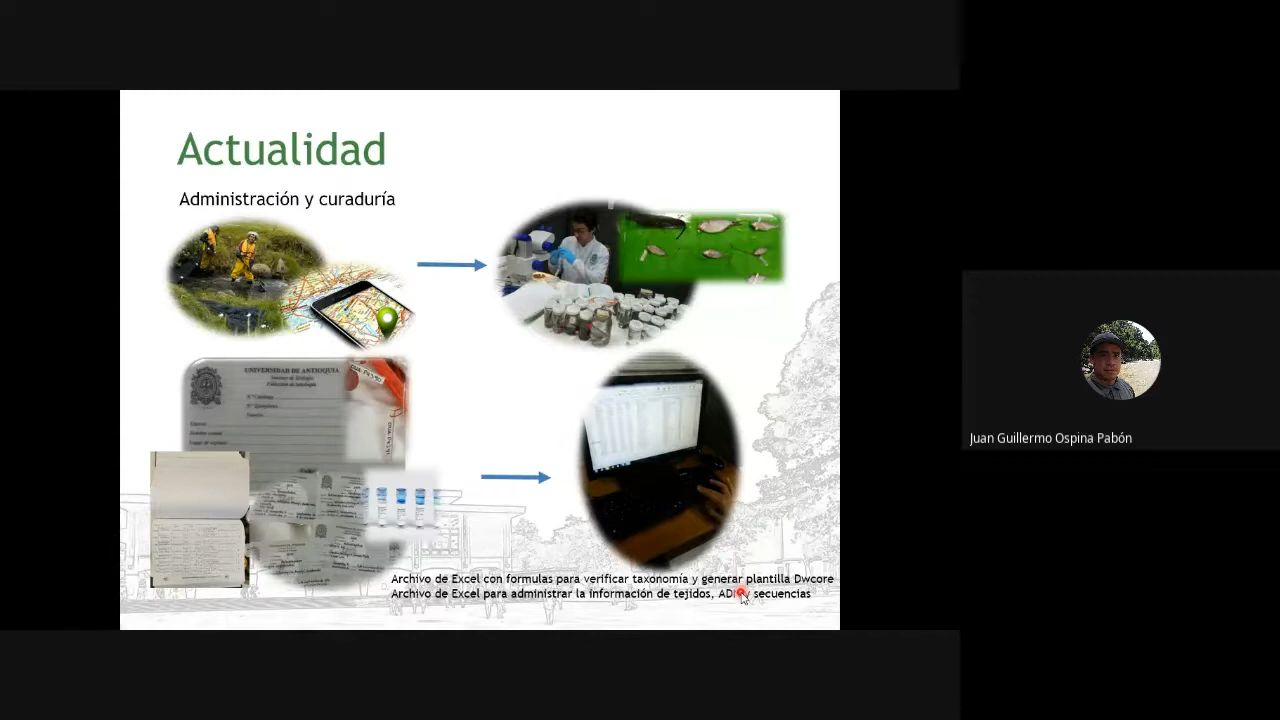 Actualidad
Administración y curaduría
UNIVERSIDAD DE ANTIOQUIA
Archivo de Excel con formulas para verificar taxonomía y generar plantilla Dwcore
Archivo de Excel para administrar la información de tejidos, ADN y secuencias
Juan Guillermo Ospina Pabón